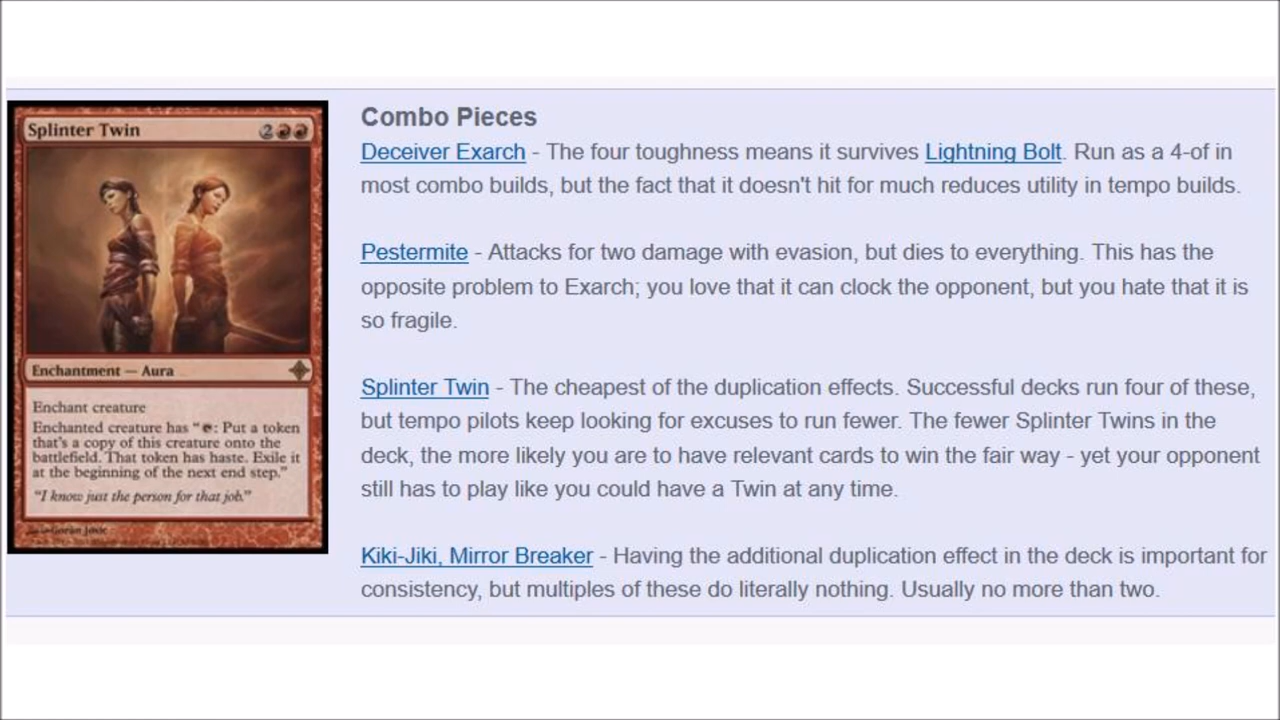 Splinter Twin 2
Enchantment — Aura
Enchant creature
Enchanted creature has “: Put a token
that's a copy of this creature onto the
battlefield. That token has haste. Exile it
at the beginning of the next end step.”
“I know just the person for that job.”
Goran Josic
Combo Pieces
Deceiver Exarch - The four toughness means it survives Lightning Bolt. Run as a 4-of in
most combo builds, but the fact that it doesn't hit for much reduces utility in tempo builds.
Pestermite - Attacks for two damage with evasion, but dies to everything. This has the
opposite problem to Exarch; you love that it can clock the opponent, but you hate that it is
so fragile.
Splinter Twin - The cheapest of the duplication effects. Successful decks run four of these,
but tempo pilots keep looking for excuses to run fewer. The fewer Splinter Twins in the
deck, the more likely you are to have relevant cards to win the fair way - yet your opponent
still has to play like you could have a Twin at any time.
Kiki-Jiki, Mirror Breaker - Having the additional duplication effect in the deck is important for
consistency, but multiples of these do literally nothing. Usually no more than two.